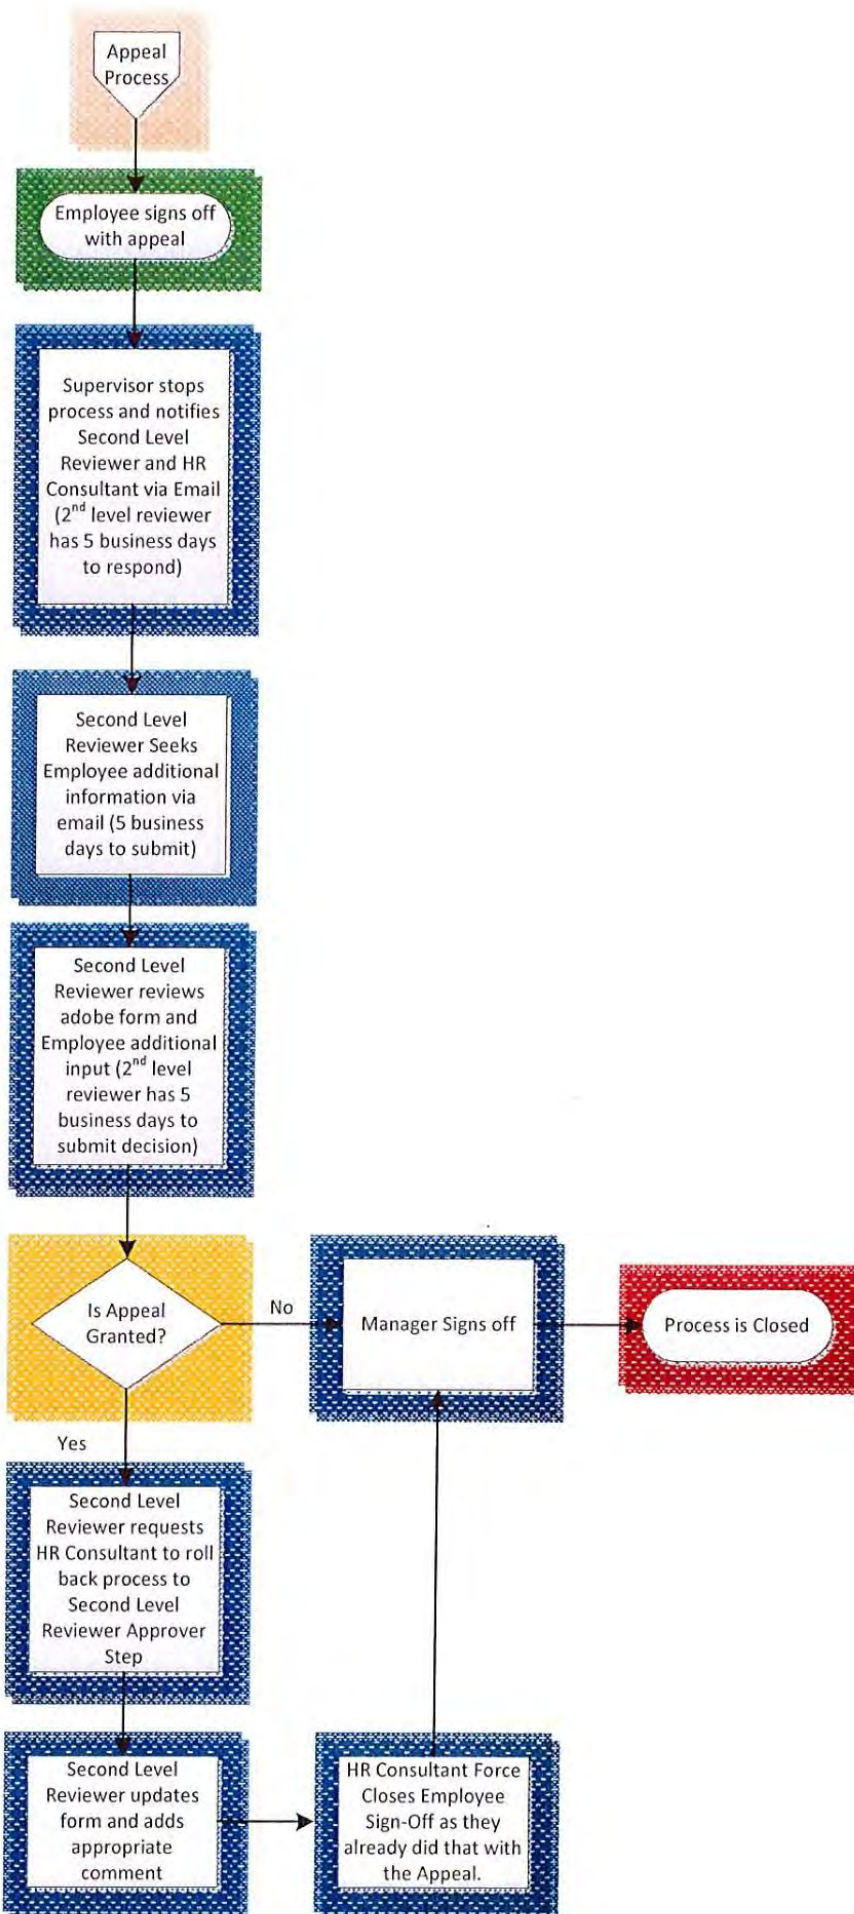 Appeal
Process
Employee signs off
with appeal
Supervisor stops
process and notifies
Second Level
Reviewer and HR
Consultant via Email
(2nd level reviewer
has 5 business days
to respond)
Second Level
Reviewer Seeks
Employee additional
information via
email (5 business
days to submit)
Second Level
Reviewer reviews
adobe form and
Employee additional
input (2nd level
reviewer has 5
business days to
submit decision)
Is Appeal
Granted?
No
Manager Signs off
Process is Closed
Yes
Second Level
Reviewer requests
HR Consultant to roll
back process to
Second Level
Reviewer Approver
Step
Second Level
Reviewer updates
form and adds
appropriate
comment
HR Consultant Force
Closes Employee
Sign-Off as they
already did that with
the Appeal.